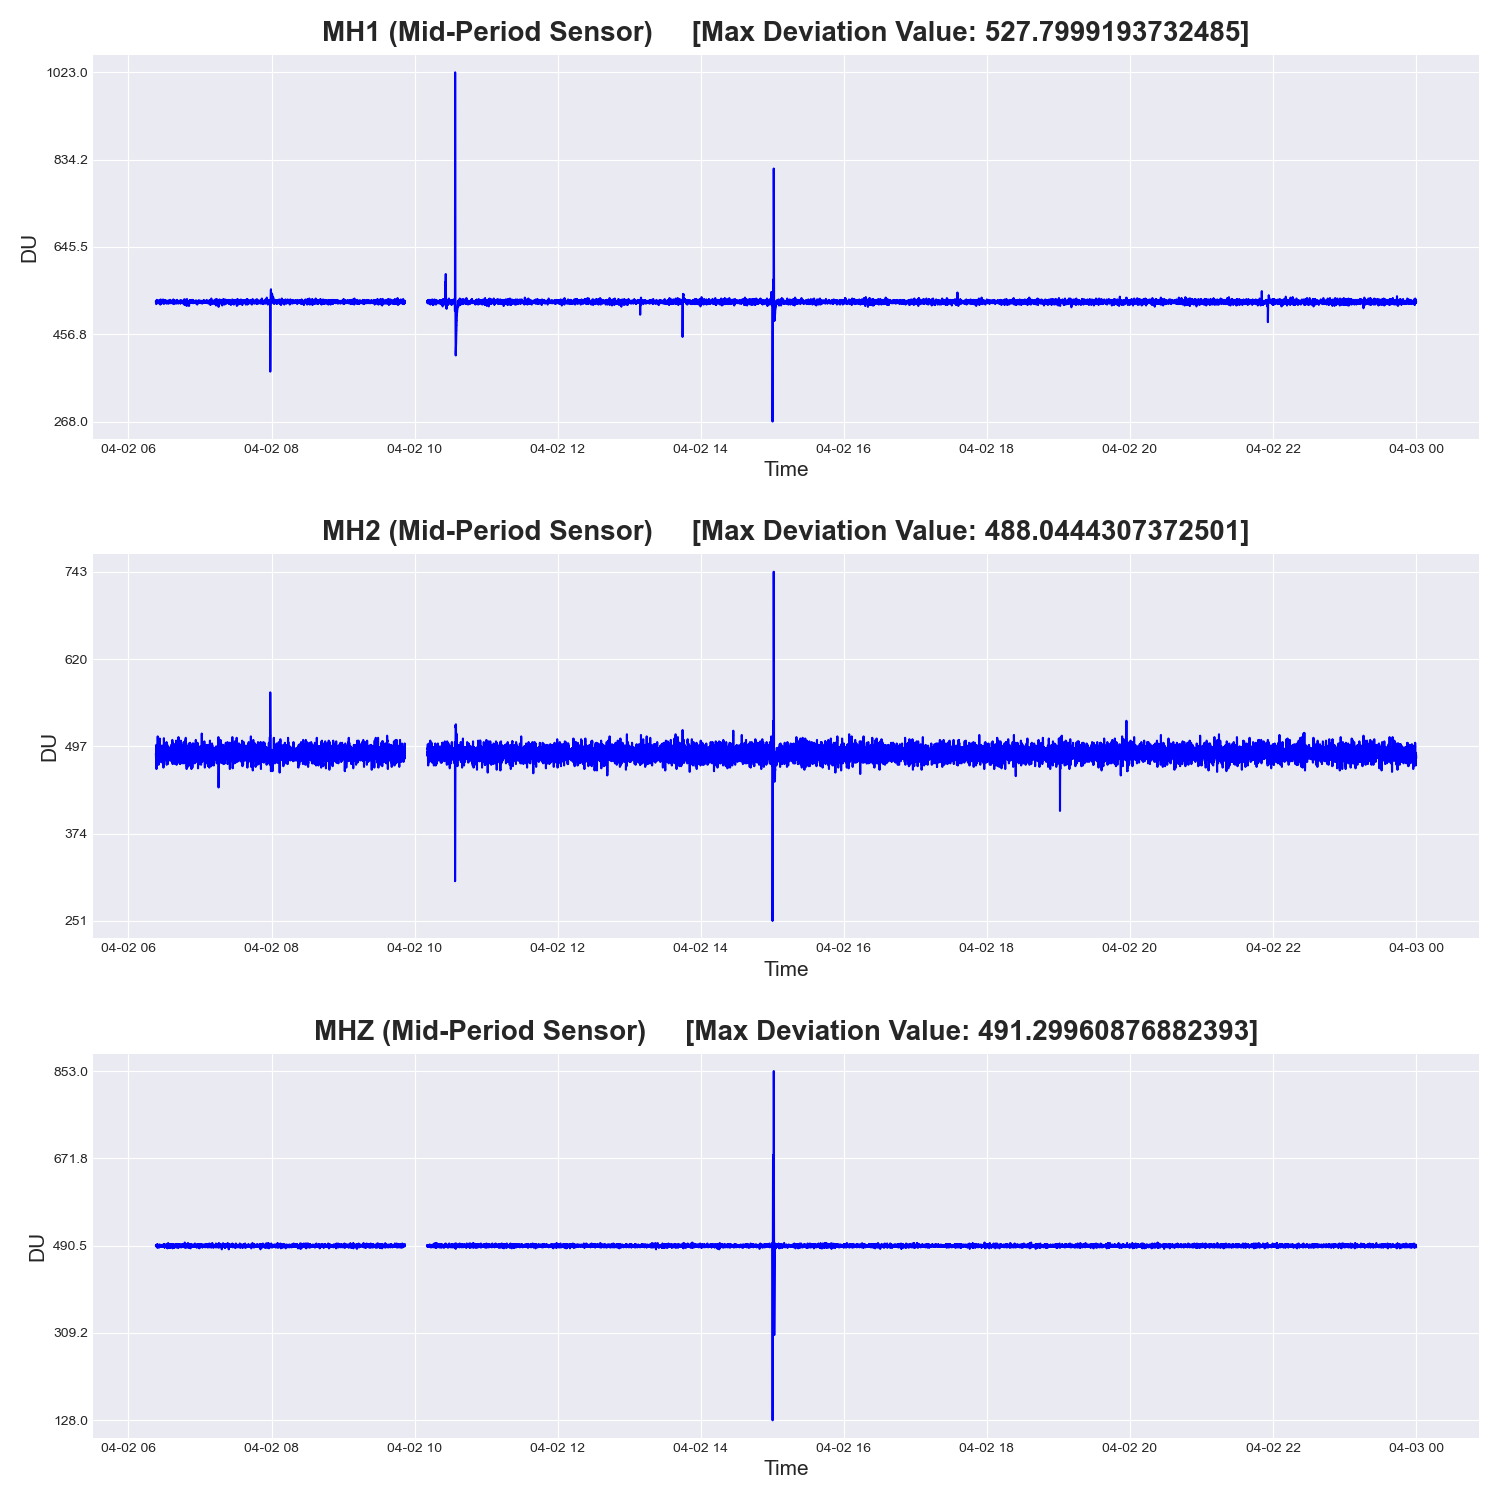 MH1 (Mid-Period Sensor) [Max Deviation Value: 527.7999193732485]
1023.0
834.2
645.5
456.8
268.0
DU
04-02 06 04-02 08 04-02 10 04-02 12 04-02 14 04-02 16 04-02 18 04-02 20 04-02 22 04-03 00
Time
MH2 (Mid-Period Sensor) [Max Deviation Value: 488.0444307372501]
743
620
497
374
251
DU
04-02 06 04-02 08 04-02 10 04-02 12 04-02 14 04-02 16 04-02 18 04-02 20 04-02 22 04-03 00
Time
MHZ (Mid-Period Sensor) [Max Deviation Value: 491.29960876882393]
853.0
671.8
490.5
309.2
128.0
DU
04-02 06 04-02 08 04-02 10 04-02 12 04-02 14 04-02 16 04-02 18 04-02 20 04-02 22 04-03 00
Time